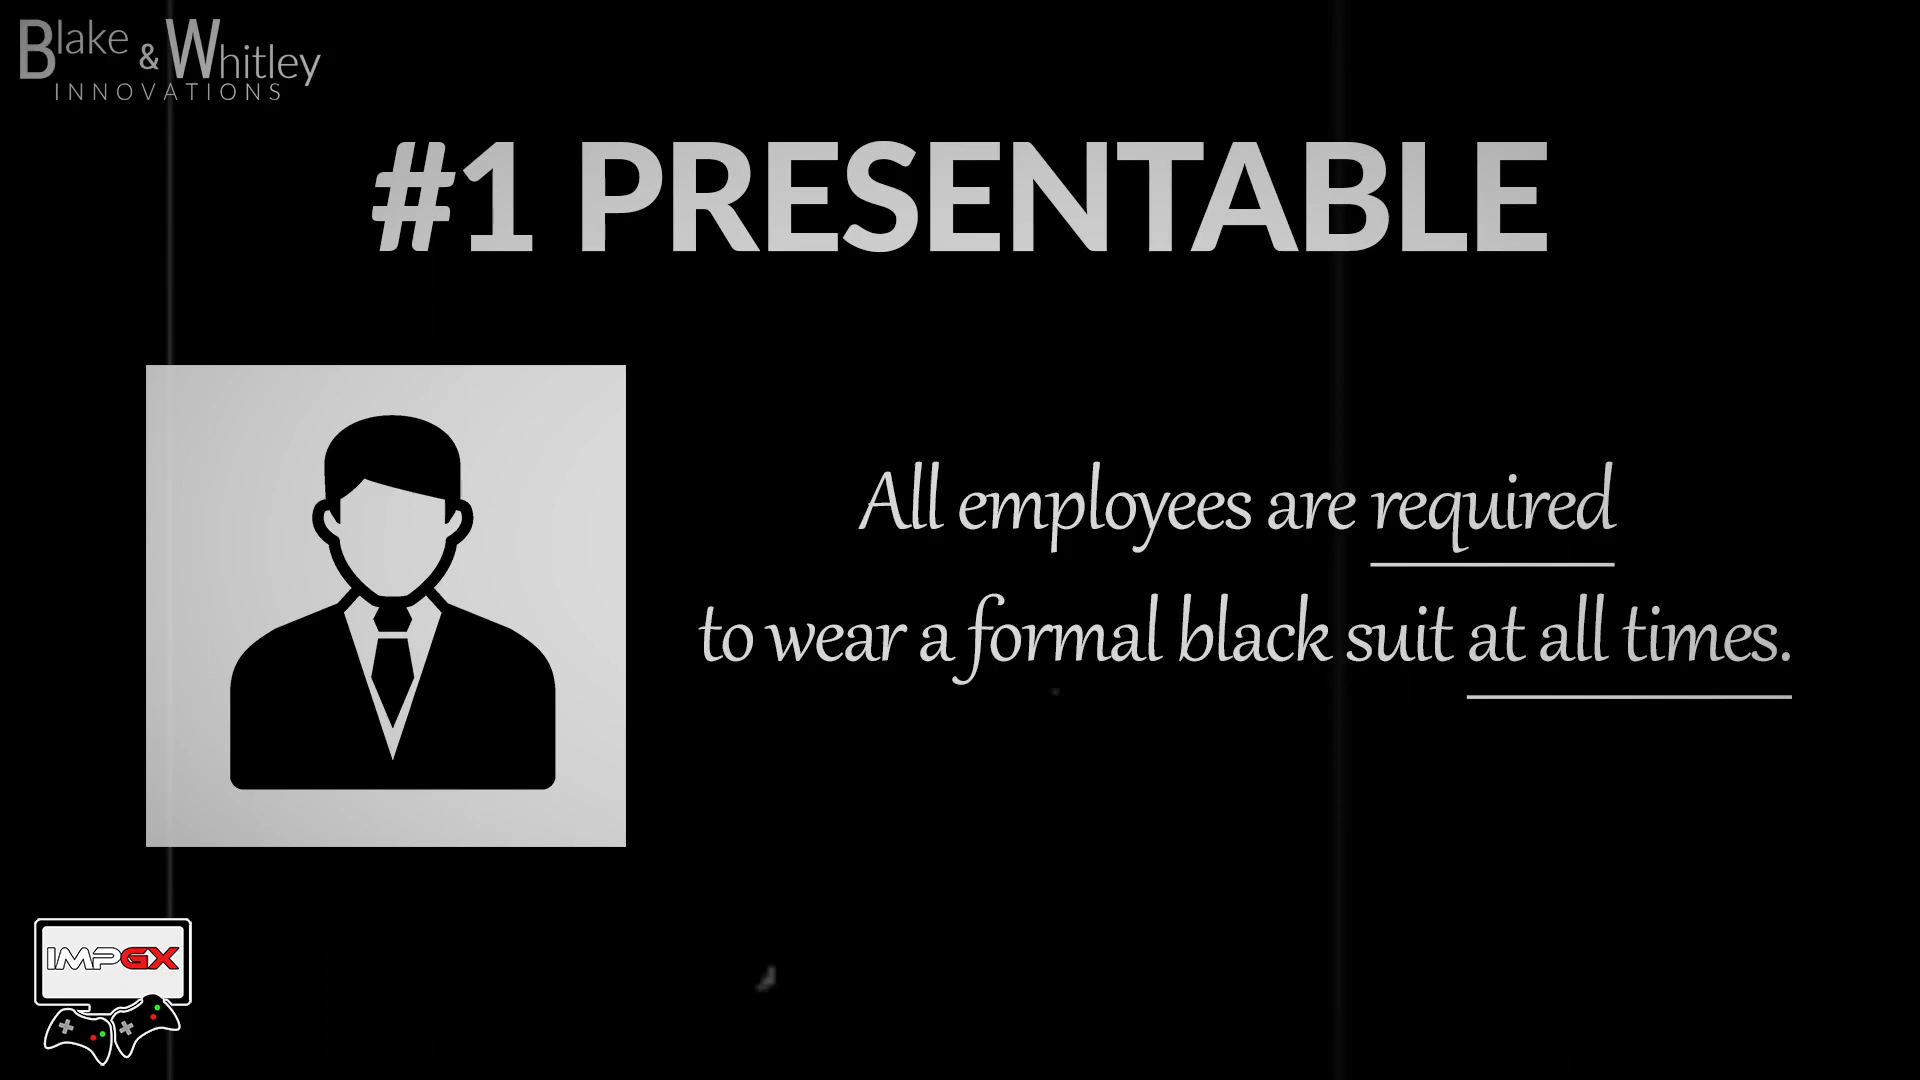 Blake & Whitley
INNOVATIONS
#1 PRESENTABLE
All employees are required
to wear a formal black suit at all times.
IMPGX